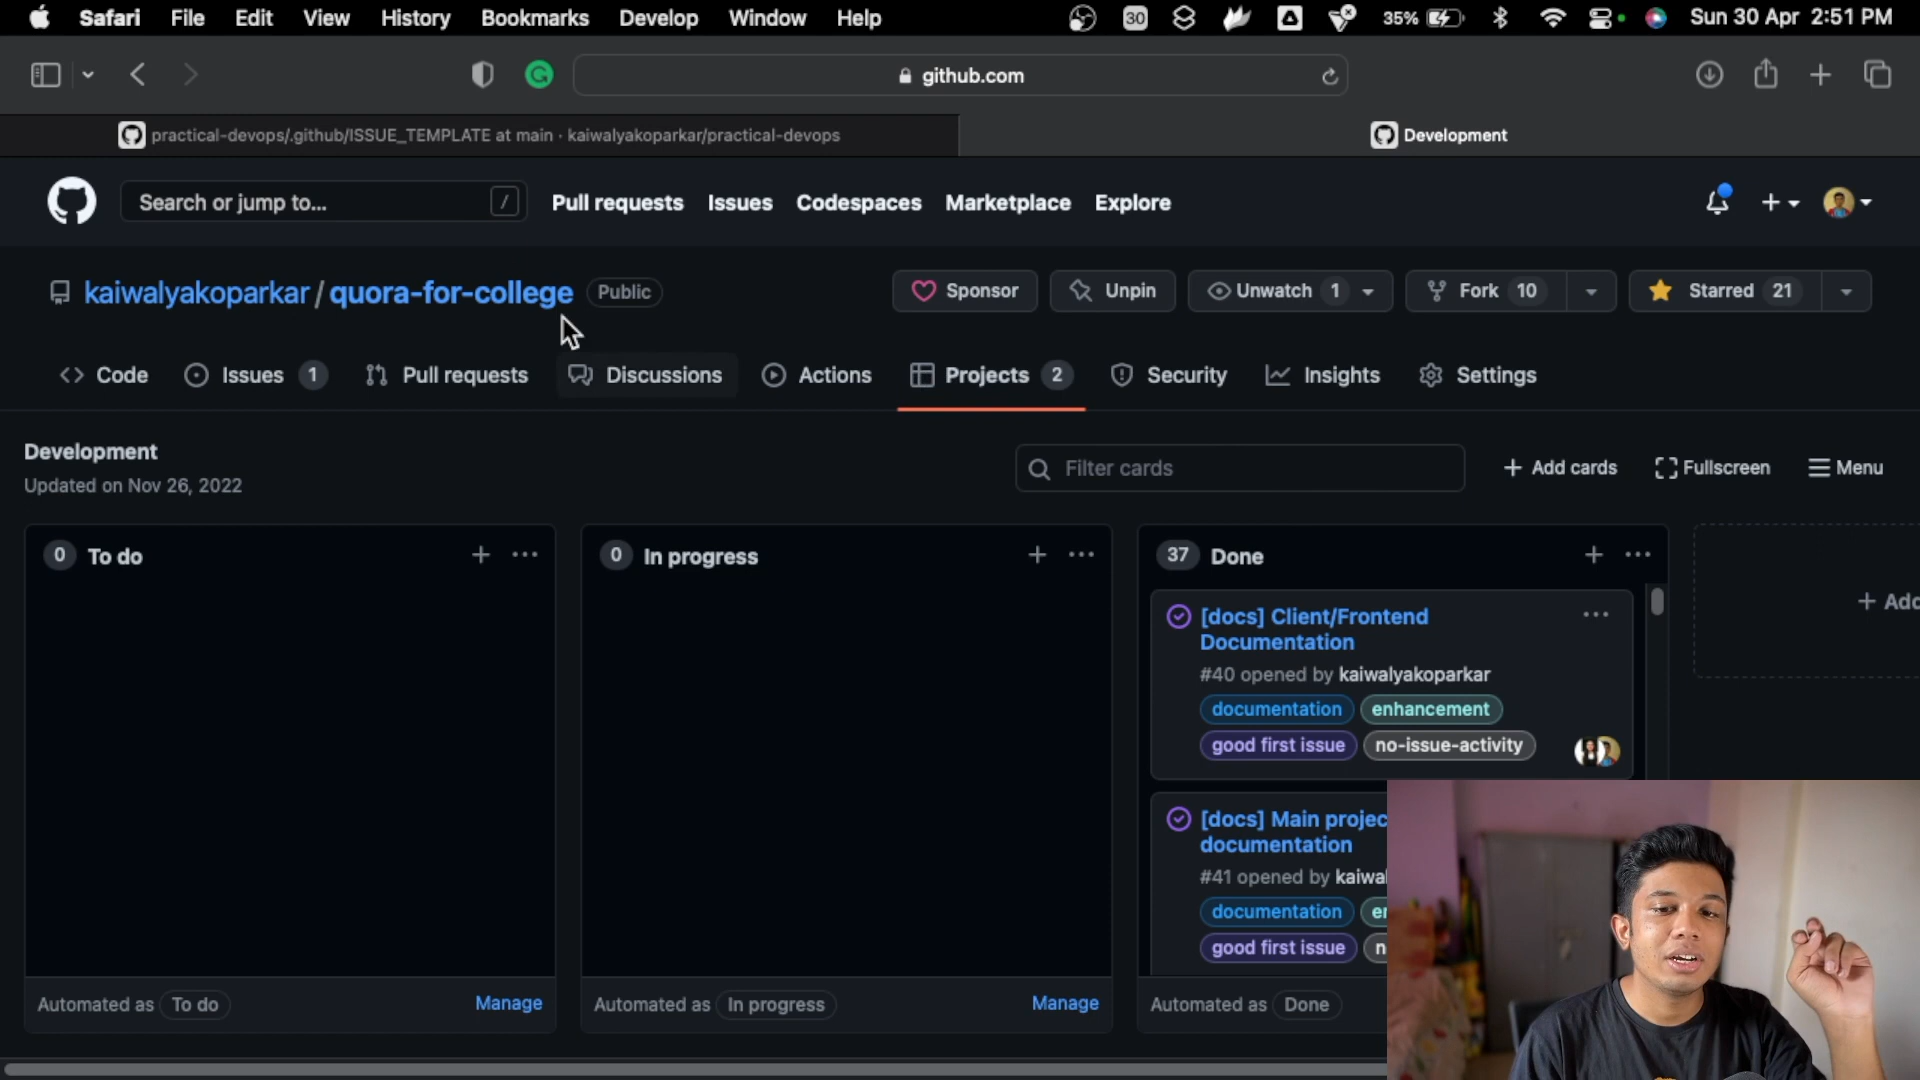 Safari File Edit View History Bookmarks Develop Window Help 30 35% Sun 30 Apr 2:51 PM
github.com
practical-devops/.github/ISSUE_TEMPLATE at main · kaiwalyakoparkar/practical-devops Development
Search or jump to... / Pull requests Issues Codespaces Marketplace Explore
kaiwalyakoparkar / quora-for-college Public Sponsor Unpin Unwatch 1 Fork 10 Starred 21
Code Issues 1 Pull requests Discussions Actions Projects 2 Security Insights Settings
Development
Updated on Nov 26, 2022
Filter cards + Add cards Fullscreen Menu
0 To do + ...
0 In progress + ...
37 Done + ...
+ Add
[docs] Client/Frontend
Documentation
#40 opened by kaiwalyakoparkar
documentation enhancement
good first issue no-issue-activity
[docs] Main projec
documentation
#41 opened by kaiwal
documentation er
good first issue n
Automated as To do Manage
Automated as In progress Manage
Automated as Done